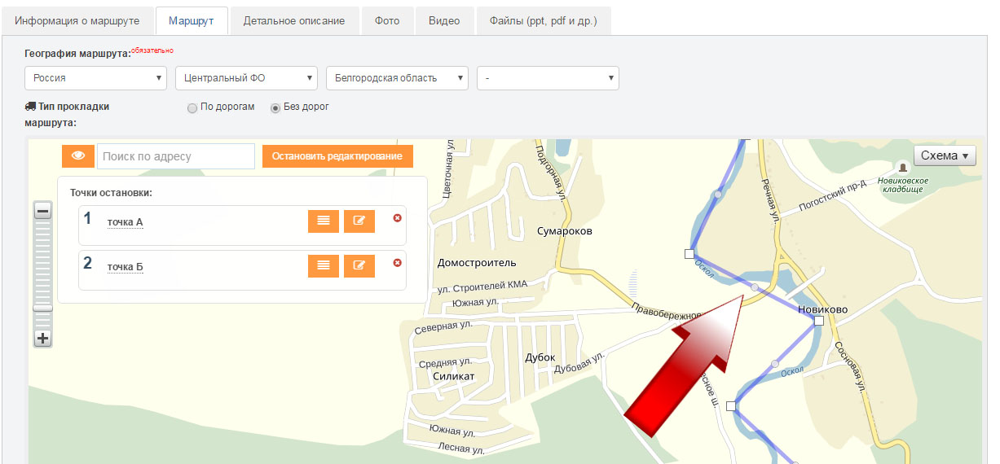 Информация о маршруте
Маршрут
Детальное описание
Фото
Видео
Файлы (ppt, pdf и др.)
География маршрута:обязательно
Россия
Центральный ФО
Белгородская область
-
Тип прокладки
маршрута:
По дорогам
Без дорог
Поиск по адресу
Остановить редактирование
Схема
Точки остановки:
1 точка А
2 точка Б
Цветочная ул
Подгорная ул.
Речная ул.
Погостский пр-д
Новиковское
кладбище
Сумароков
Домостроитель
Оскол
ул. Строителей КМА
Южная ул.
Правобережное
Новиково
Северная ул.
Средняя ул.
Силикат
Дубок
Дубовая ул.
Оскол
Сосновая ул.
сное ш.
Южная ул.
Лесная ул.